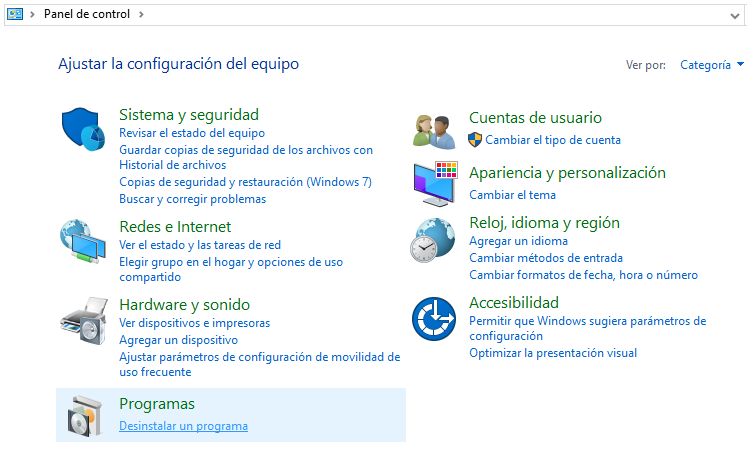 Panel de control
Ajustar la configuración del equipo
Ver por: Categoría
Sistema y seguridad
Revisar el estado del equipo
Guardar copias de seguridad de los archivos con
Historial de archivos
Copias de seguridad y restauración (Windows 7)
Buscar y corregir problemas
Redes e Internet
Ver el estado y las tareas de red
Elegir grupo en el hogar y opciones de uso
compartido
Hardware y sonido
Ver dispositivos e impresoras
Agregar un dispositivo
Ajustar parámetros de configuración de movilidad de
uso frecuente
Programas
Desinstalar un programa
Cuentas de usuario
Cambiar el tipo de cuenta
Apariencia y personalización
Cambiar el tema
Reloj, idioma y región
Agregar un idioma
Cambiar métodos de entrada
Cambiar formatos de fecha, hora o número
Accesibilidad
Permitir que Windows sugiera parámetros de
configuración
Optimizar la presentación visual